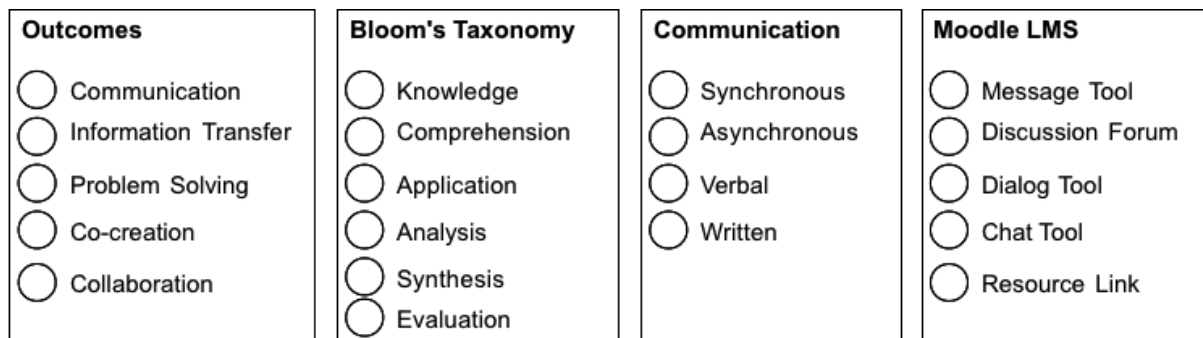 Outcomes
Communication
Information Transfer
Problem Solving
Co-creation
Collaboration
Bloom's Taxonomy
Knowledge
Comprehension
Application
Analysis
Synthesis
Evaluation
Communication
Synchronous
Asynchronous
Verbal
Written
Moodle LMS
Message Tool
Discussion Forum
Dialog Tool
Chat Tool
Resource Link